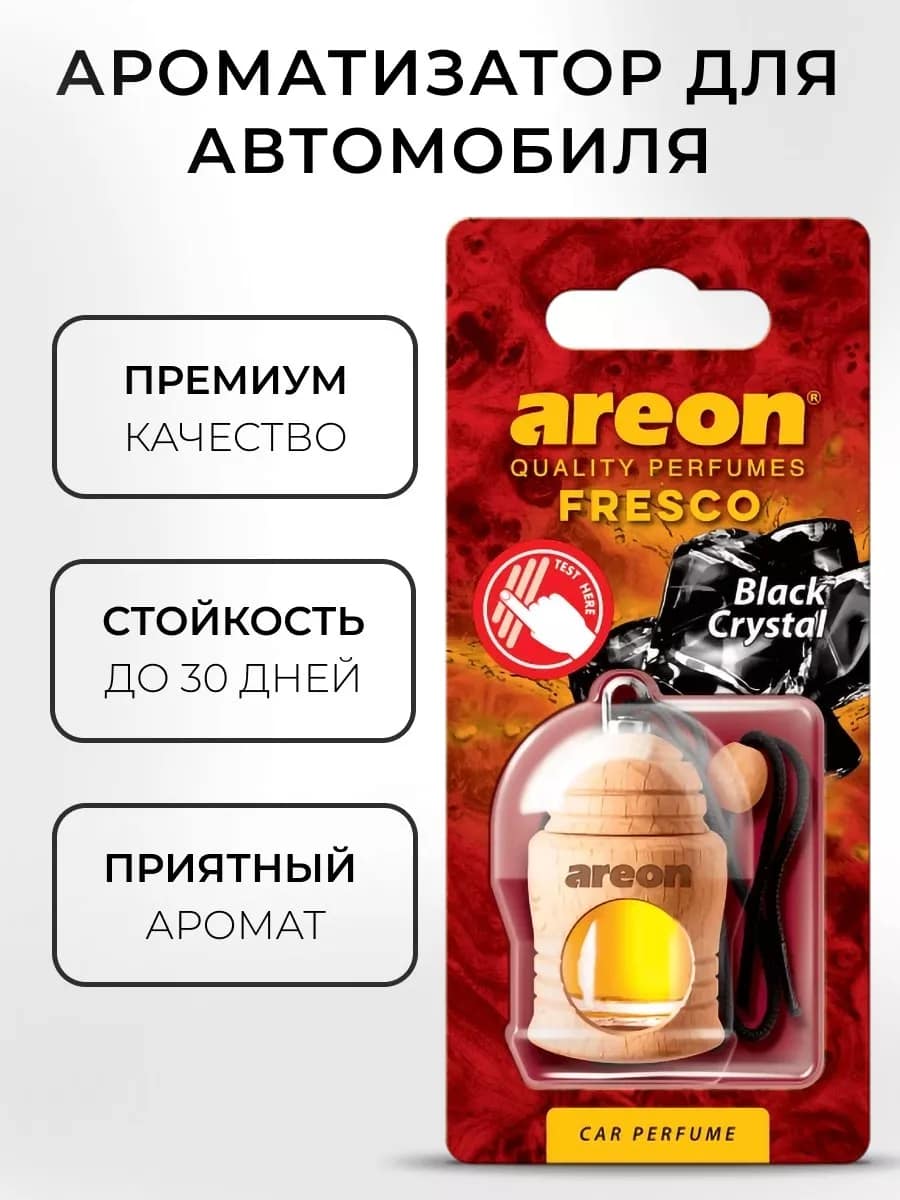 АРОМАТИЗАТОР ДЛЯ
АВТОМОБИЛЯ
ПРЕМИУМ
КАЧЕСТВО
СТОЙКОСТЬ
ДО 30 ДНЕЙ
ПРИЯТНЫЙ
АРОМАТ
areon®
QUALITY PERFUMES
FRESCO
TEST HERE
Black
Crystal
areon
CAR PERFUME